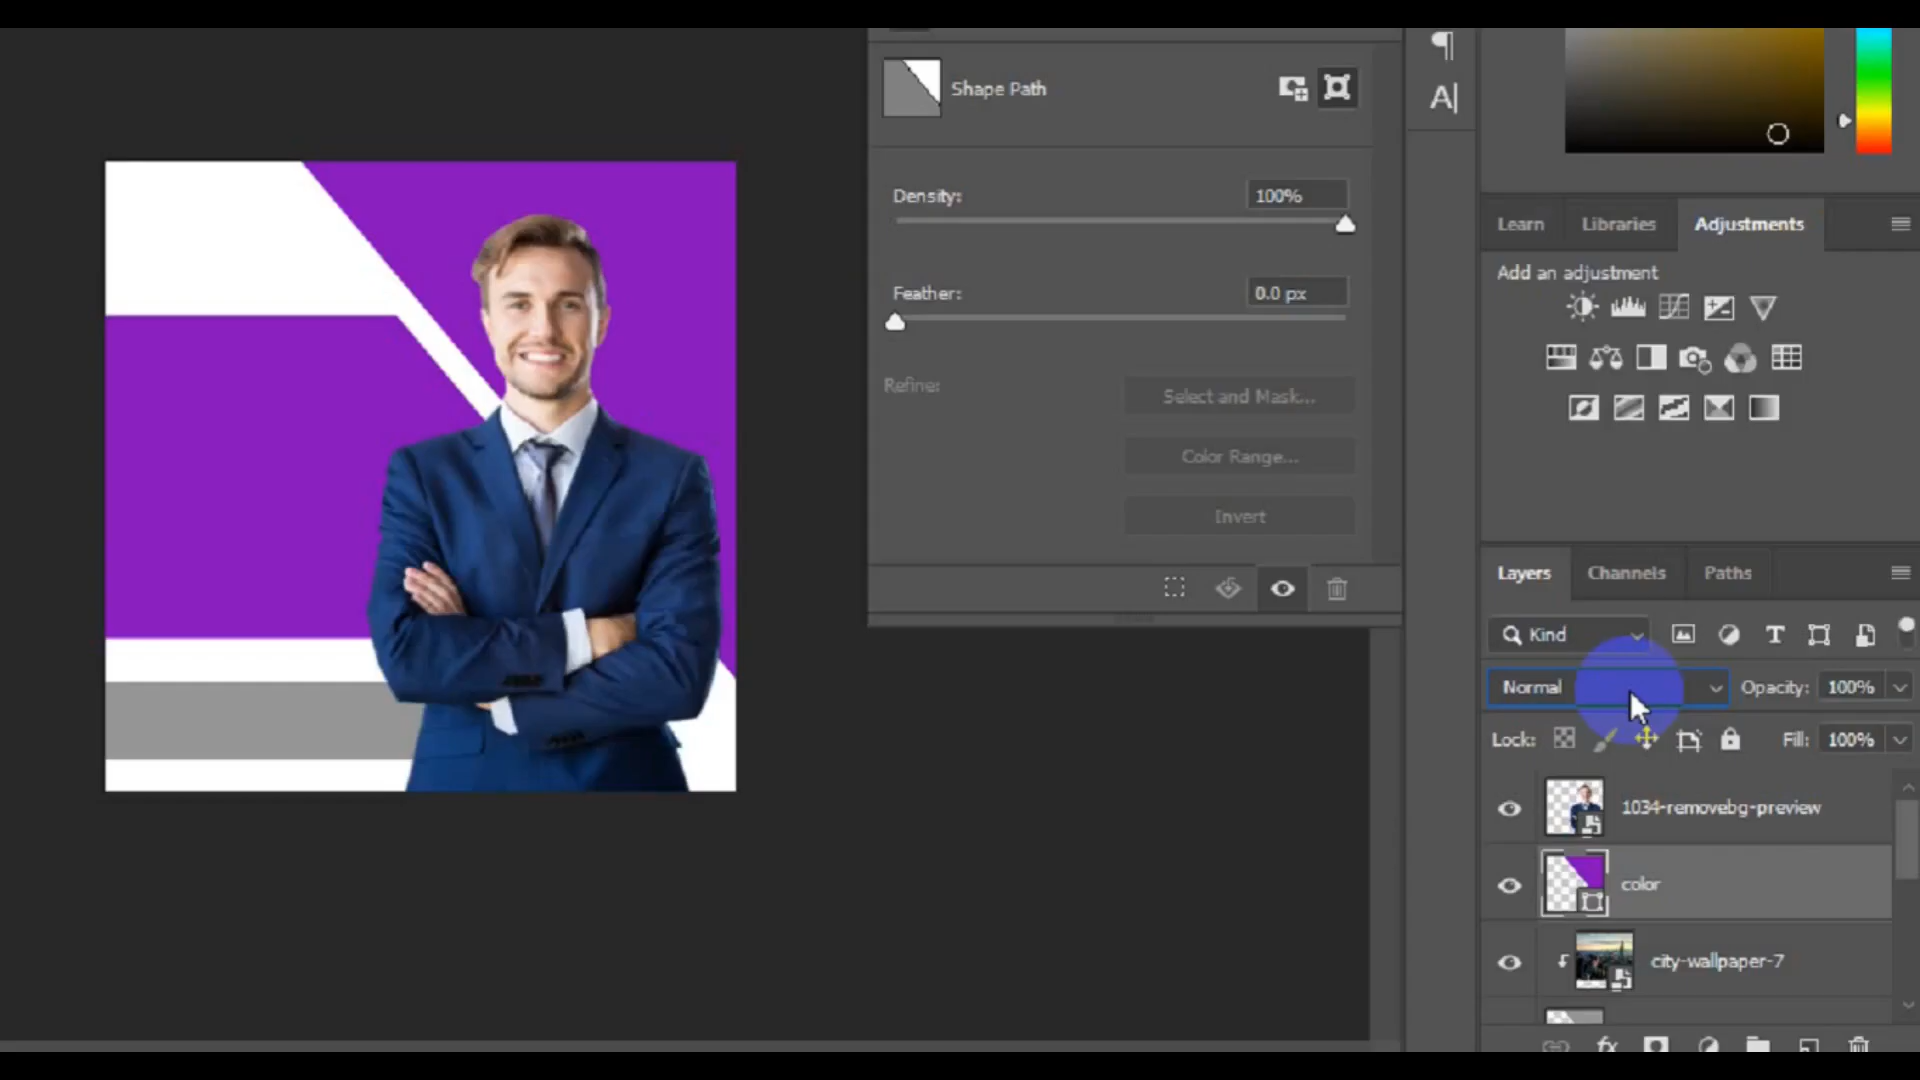 Shape Path
Density:
100%
Feather:
0.0 px
Refine:
Select and Mask...
Color Range...
Invert
A|
Learn
Libraries
Adjustments
Add an adjustment
Layers
Channels
Paths
Kind
T
Normal
Opacity:
100%
Lock:
Fill:
100%
1034-removebg-preview
color
city-wallpaper-7
fx